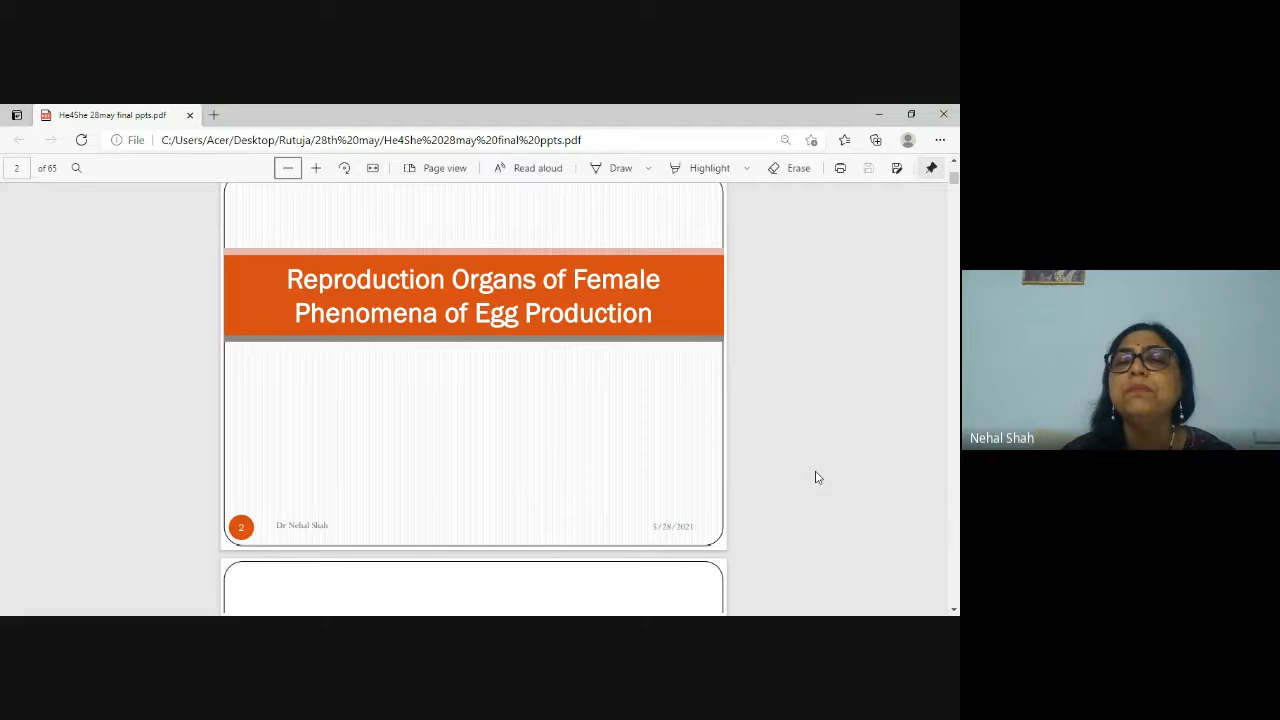 He4She 28may final ppts.pdf
File
C:/Users/Acer/Desktop/Rutuja/28th%20may/He4She%2028may%20final%20ppts.pdf
2
of 65
Page view
Read aloud
Draw
Highlight
Erase
Reproduction Organs of Female
Phenomena of Egg Production
2
Dr Nehal Shah
5/28/2021
Nehal Shah